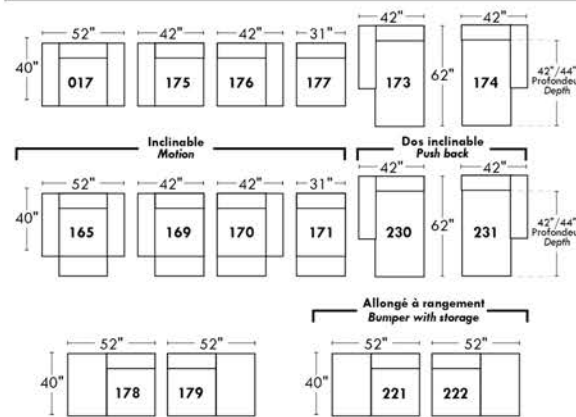 52" 42" 42" 31" 42" 42"
40" 017 175 176 177 173 62" 174 42"/44"
Profondeur
Depth
Inclinable
Motion
Dos inclinable
Push back
52" 42" 42" 31" 42" 42"
40" 165 169 170 171 230 62" 231 42"/44"
Profondeur
Depth
Allongé à rangement
Bumper with storage
52" 52" 52" 52"
40" 178 179 40" 221 222